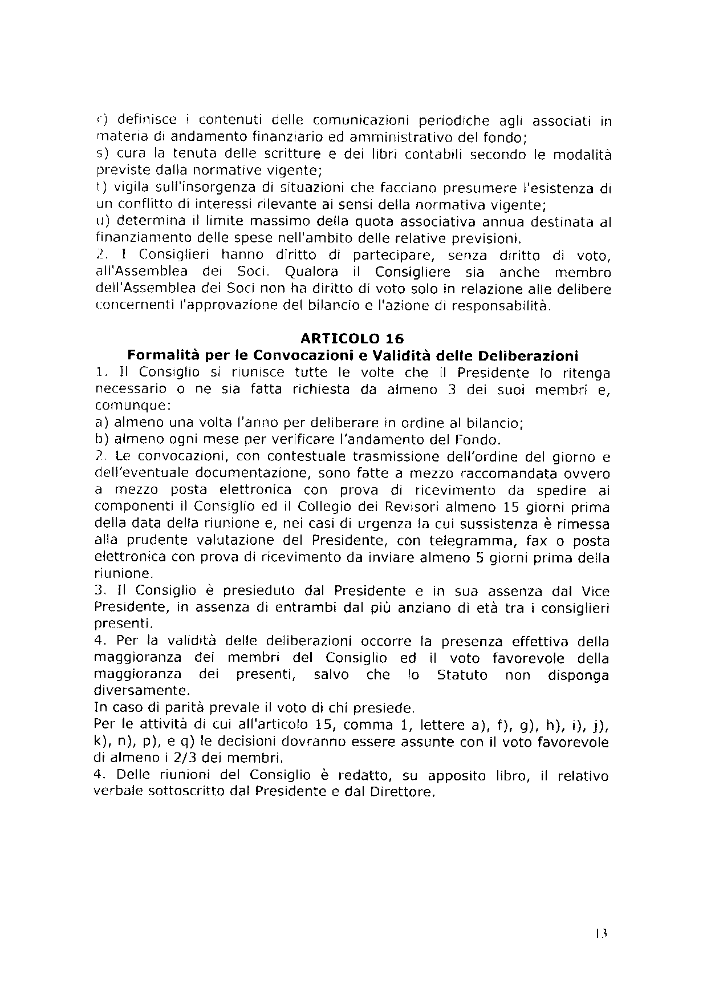 r) definisce i contenuti delle comunicazioni periodiche agli associati in
materia di andamento finanziario ed amministrativo del fondo;
s) cura la tenuta delle scritture e dei libri contabili secondo le modalità
previste dalla normative vigente;
t) vigila sull'insorgenza di situazioni che facciano presumere l'esistenza di
un conflitto di interessi rilevante ai sensi della normativa vigente;
u) determina il limite massimo della quota associativa annua destinata al
finanziamento delle spese nell'ambito delle relative previsioni.
2. I Consiglieri hanno diritto di partecipare, senza diritto di voto,
all'Assemblea dei Soci. Qualora il Consigliere sia anche membro
dell'Assemblea dei Soci non ha diritto di voto solo in relazione alle delibere
concernenti l'approvazione del bilancio e l'azione di responsabilità.
ARTICOLO 16
Formalità per le Convocazioni e Validità delle Deliberazioni
1. Il Consiglio si riunisce tutte le volte che il Presidente lo ritenga
necessario o ne sia fatta richiesta da almeno 3 dei suoi membri e,
comunque:
a) almeno una volta l'anno per deliberare in ordine al bilancio;
b) almeno ogni mese per verificare l'andamento del Fondo.
2. Le convocazioni, con contestuale trasmissione dell'ordine del giorno e
dell'eventuale documentazione, sono fatte a mezzo raccomandata ovvero
a mezzo posta elettronica con prova di ricevimento da spedire ai
componenti il Consiglio ed il Collegio dei Revisori almeno 15 giorni prima
della data della riunione e, nei casi di urgenza la cui sussistenza è rimessa
alla prudente valutazione del Presidente, con telegramma, fax o posta
elettronica con prova di ricevimento da inviare almeno 5 giorni prima della
riunione.
3. Il Consiglio è presieduto dal Presidente e in sua assenza dal Vice
Presidente, in assenza di entrambi dal più anziano di età tra i consiglieri
presenti.
4. Per la validità delle deliberazioni occorre la presenza effettiva della
maggioranza dei membri del Consiglio ed il voto favorevole della
maggioranza dei presenti, salvo che lo Statuto non disponga
diversamente.
In caso di parità prevale il voto di chi presiede.
Per le attività di cui all'articolo 15, comma 1, lettere a), f), g), h), i), j),
k), n), p), e q) le decisioni dovranno essere assunte con il voto favorevole
di almeno i 2/3 dei membri.
4. Delle riunioni del Consiglio è redatto, su apposito libro, il relativo
verbale sottoscritto dal Presidente e dal Direttore.
13